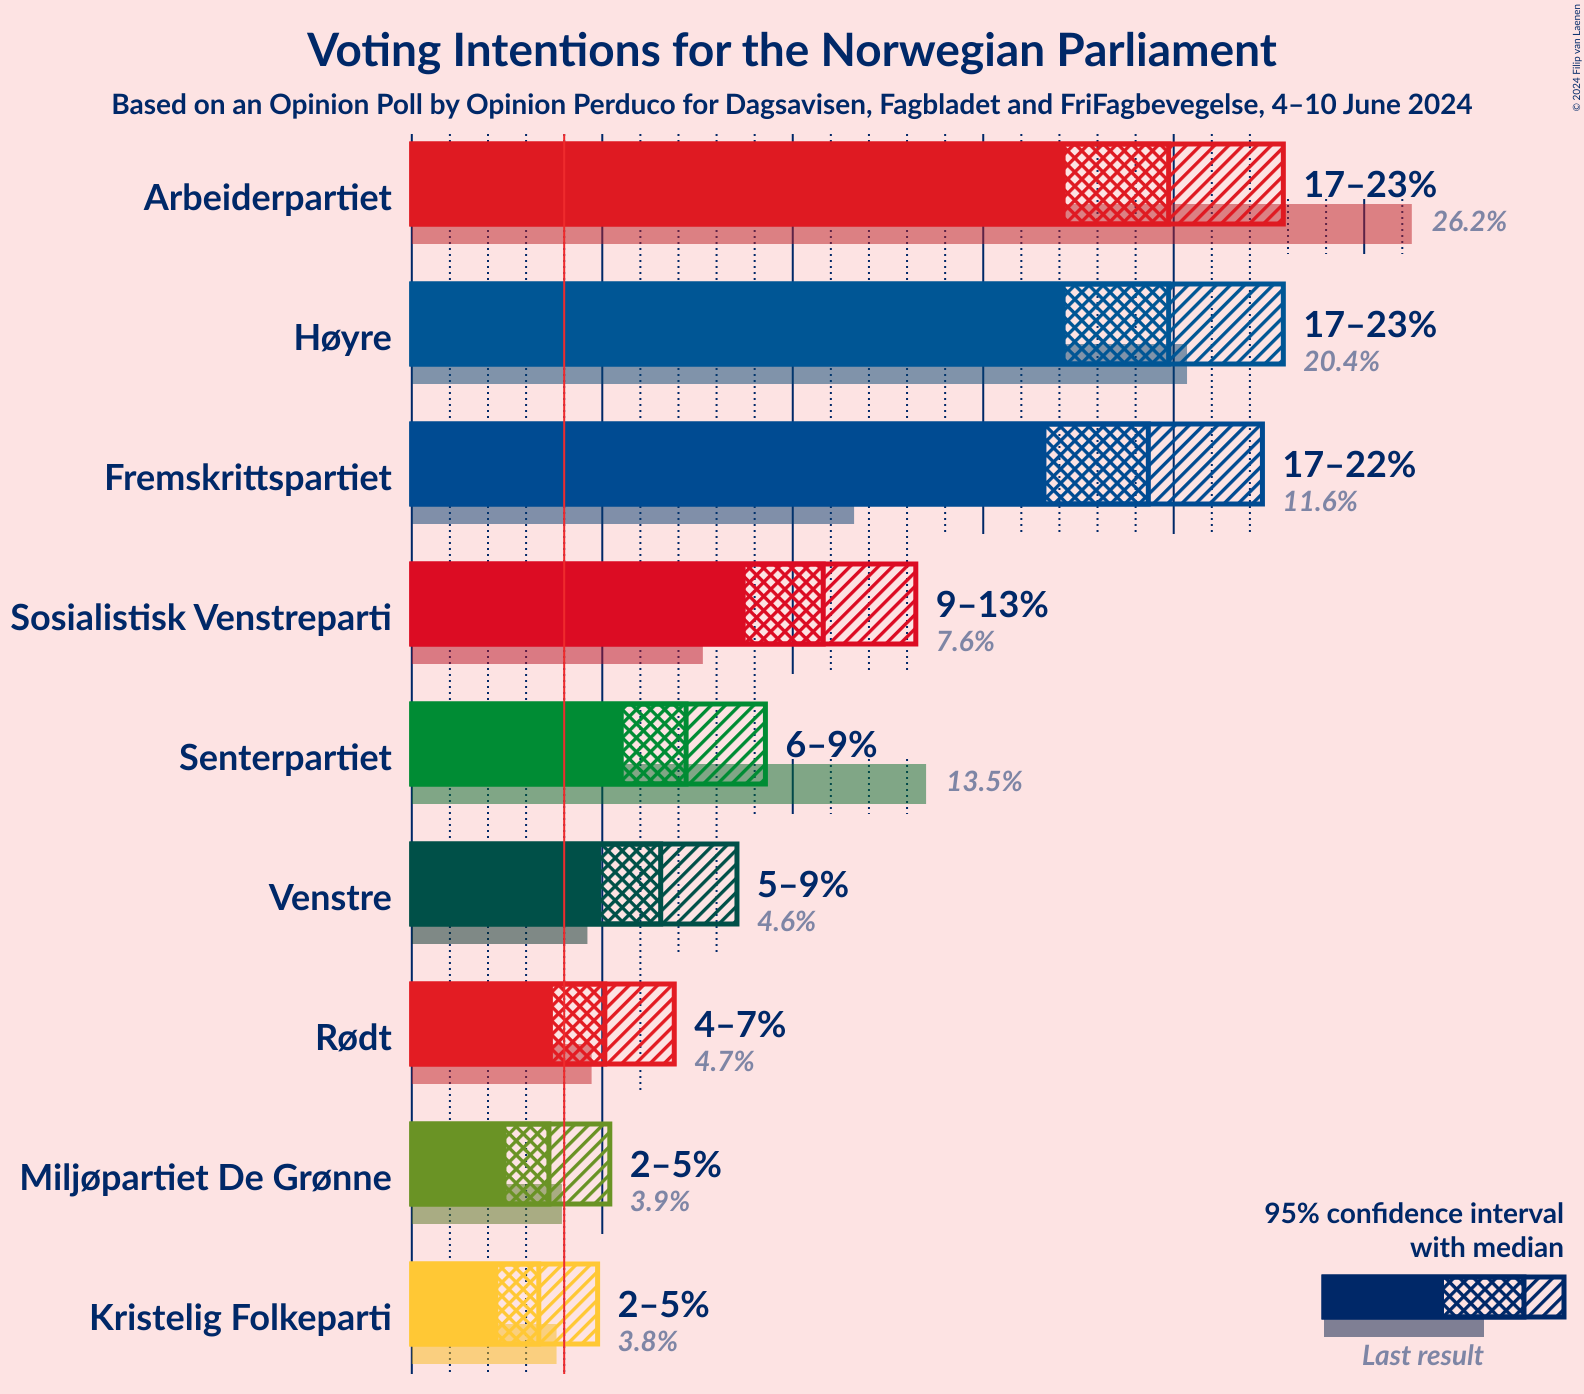 Voting Intentions for the Norwegian Parliament
Based on an Opinion Poll by Opinion Perduco for Dagsavisen, Fagbladet and FriFagbevegelse, 4–10 June 2024
© 2024 Filip van Laenen
Arbeiderpartiet
17–23%
26.2%
Høyre
17–23%
20.4%
Fremskrittspartiet
17–22%
11.6%
Sosialistisk Venstreparti
9–13%
7.6%
Senterpartiet
6–9%
13.5%
Venstre
5–9%
4.6%
Rødt
4–7%
4.7%
Miljøpartiet De Grønne
2–5%
3.9%
Kristelig Folkeparti
2–5%
3.8%
95% confidence interval
with median
Last result